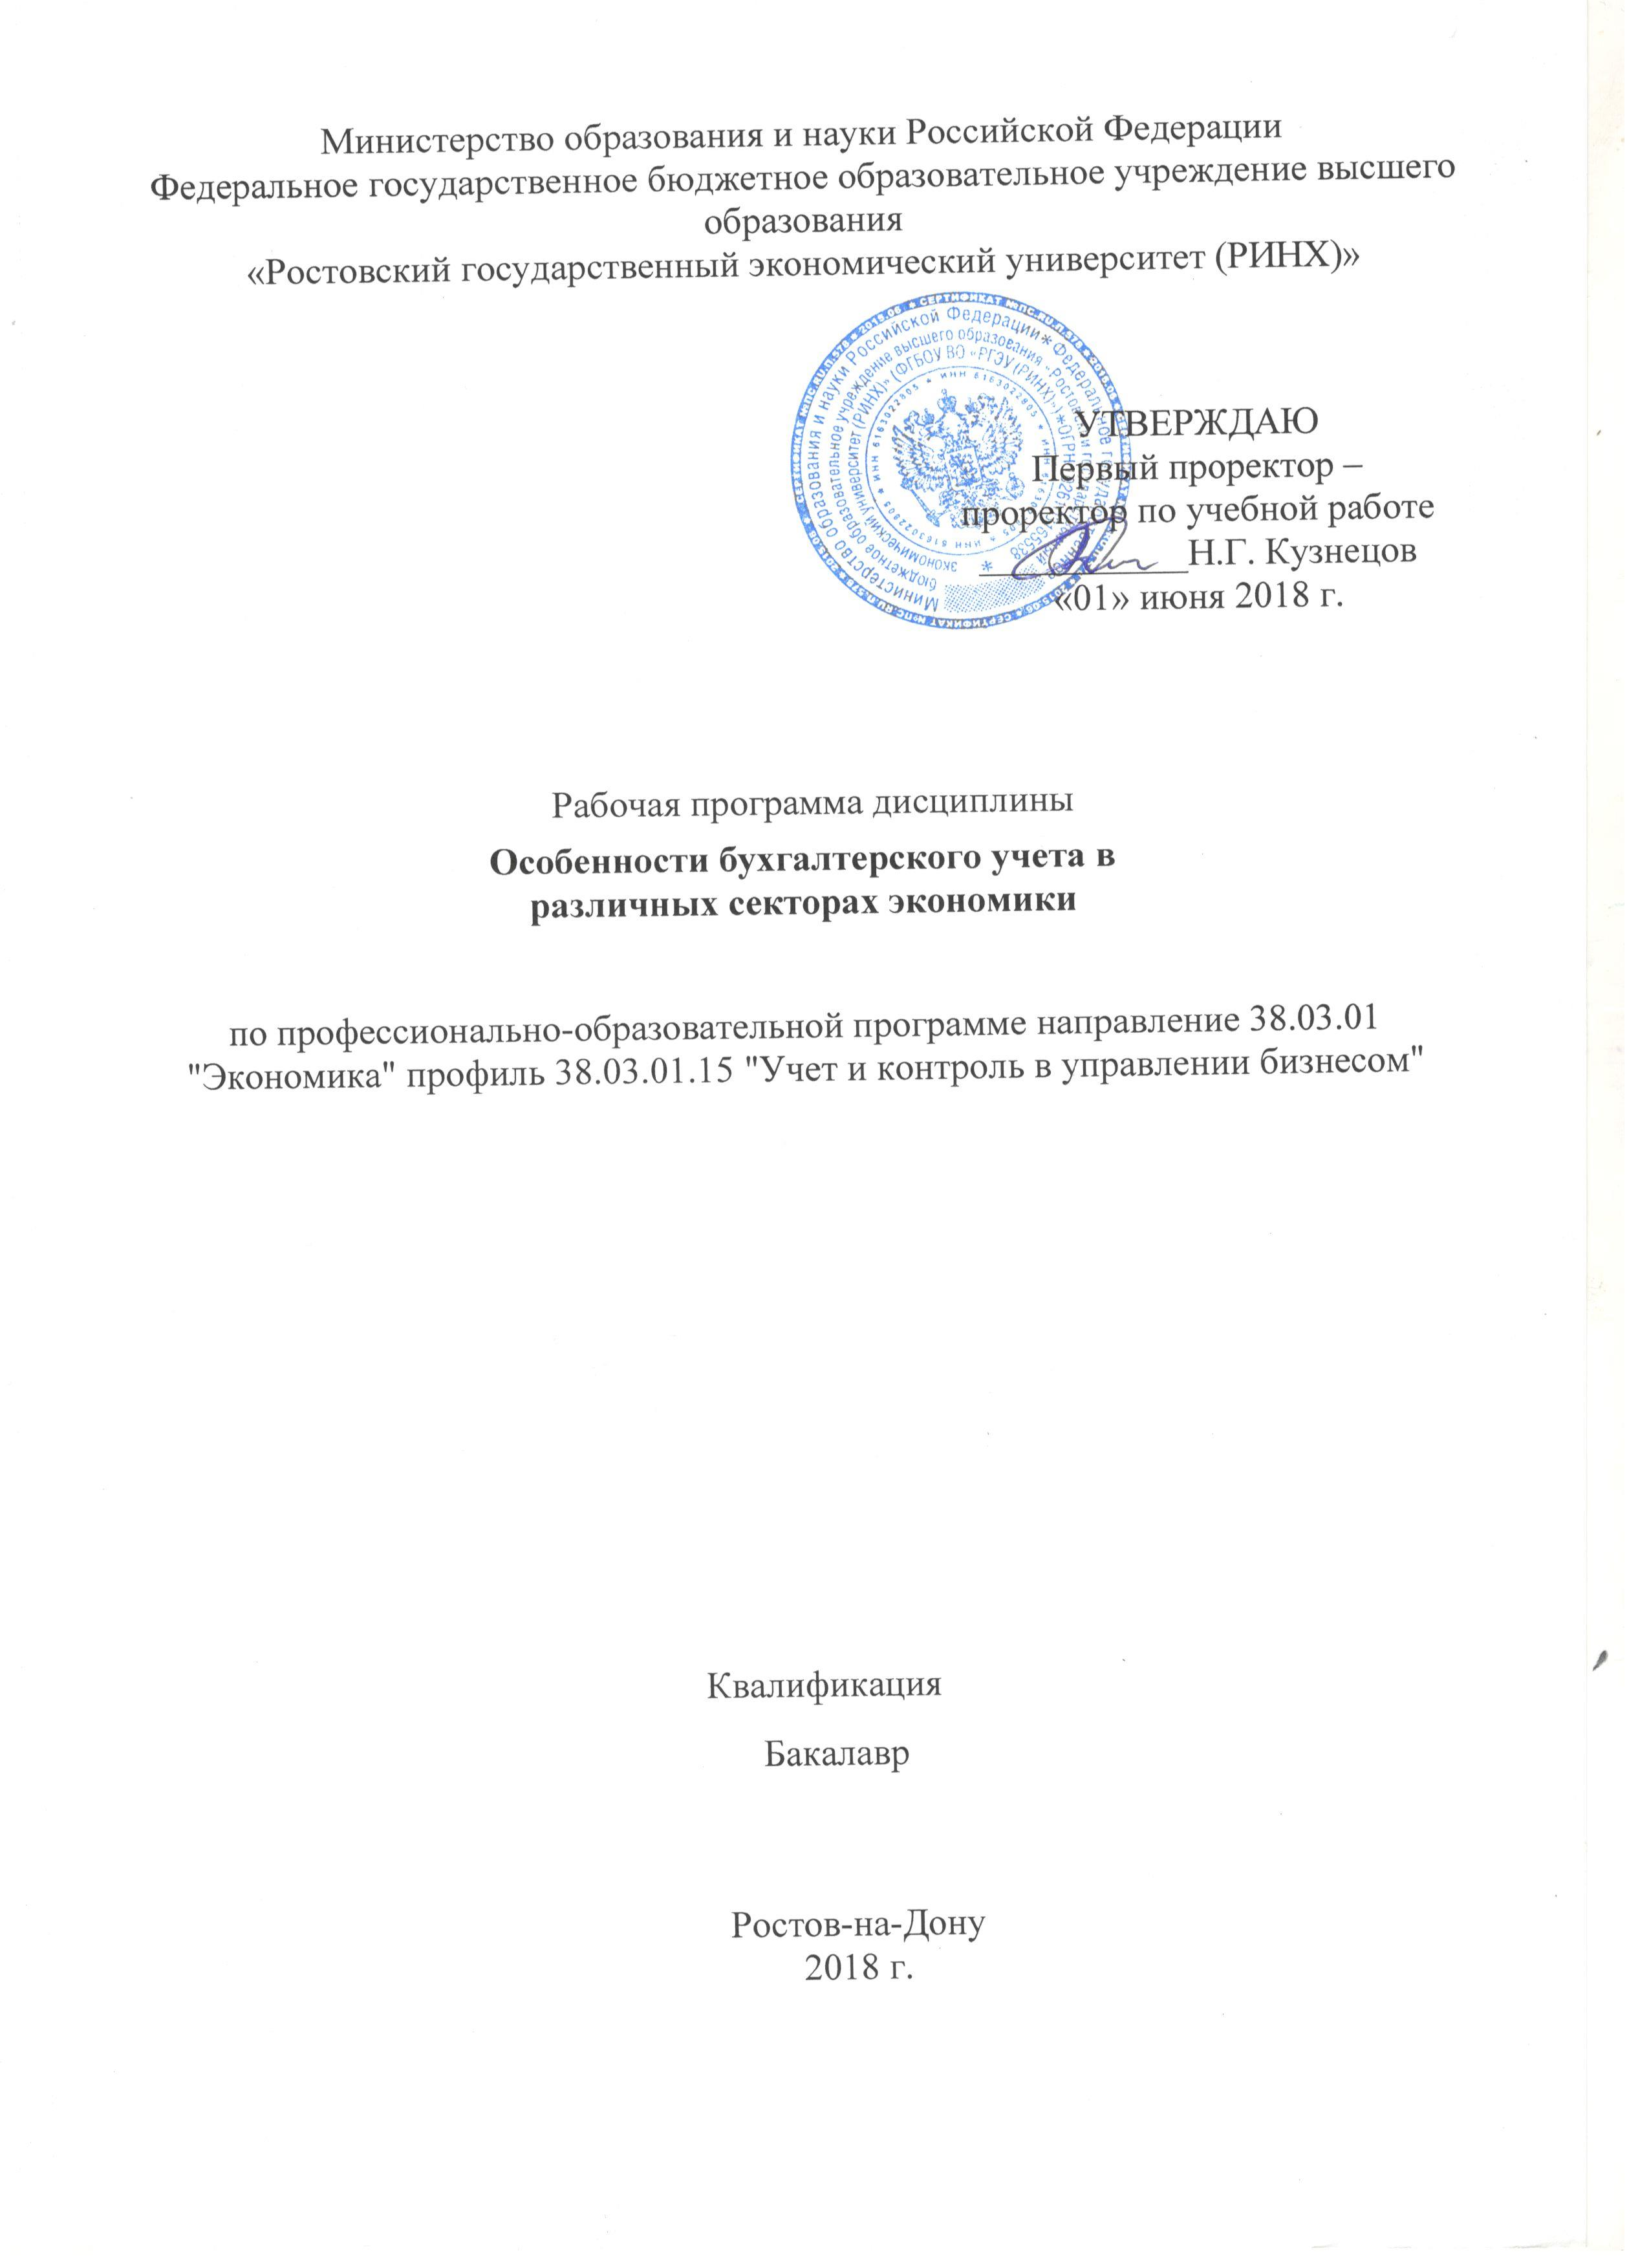 Министерство образования и науки Российской Федерации
Федеральное государственное бюджетное образовательное учреждение высшего
образования
«Ростовский государственный экономический университет (РИНХ)»
УТВЕРЖДАЮ
Первый проректор –
проректор по учебной работе
Н.Г. Кузнецов
«01» июня 2018 г.
Рабочая программа дисциплины
Особенности бухгалтерского учета в
различных секторах экономики
по профессионально-образовательной программе направление 38.03.01
"Экономика" профиль 38.03.01.15 "Учет и контроль в управлении бизнесом"
Квалификация
Бакалавр
Ростов-на-Дону
2018 г.